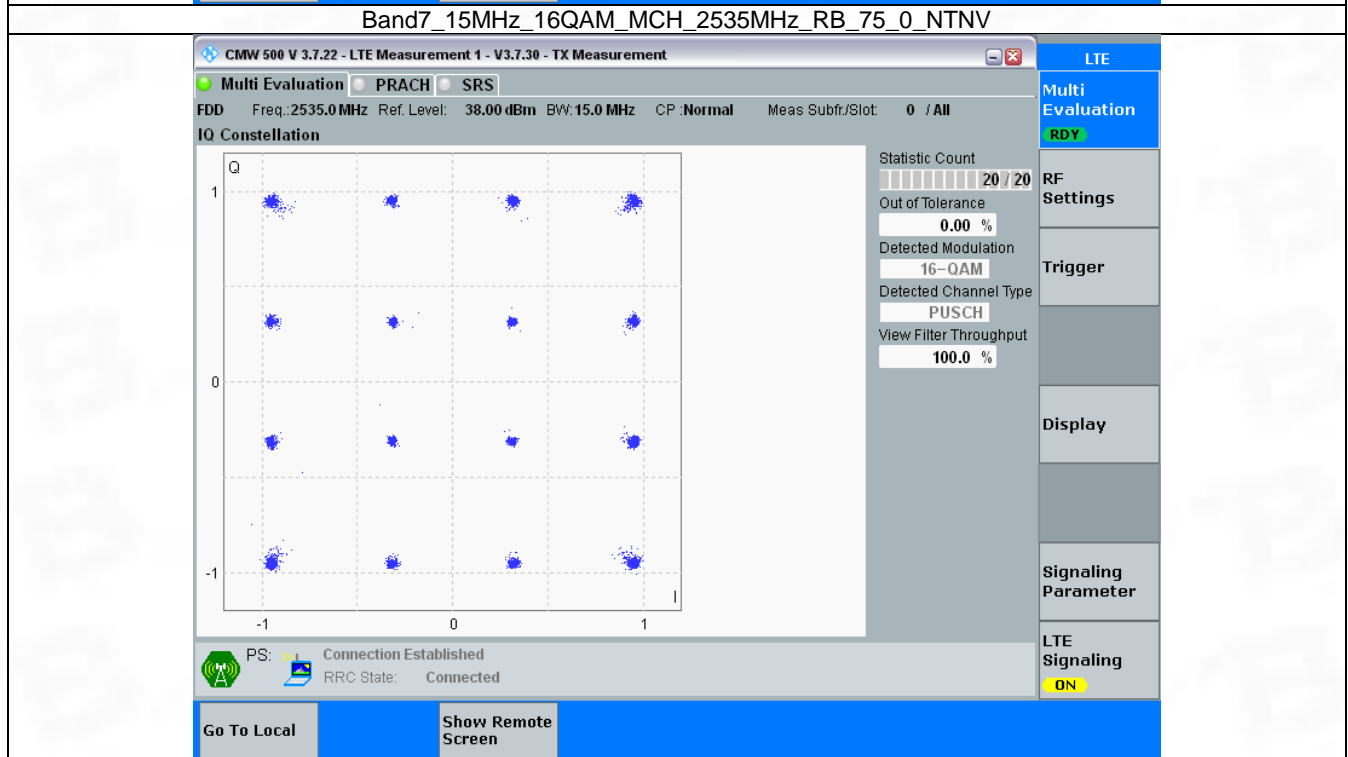 Band7_15MHz_16QAM_MCH_2535MHz_RB_75_0_NTNV
CMW 500 V 3.7.22 - LTE Measurement 1 - V3.7.30 - TX Measurement
LTE
Multi Evaluation PRACH SRS
Multi
Evaluation
RDY
FDD Freq.:2535.0 MHz Ref. Level: 38.00 dBm BW:15.0 MHz CP :Normal Meas Subfr./Slot: 0 / All
IQ Constellation
Q
1
0
-1
I
-1 0 1
Statistic Count
20 / 20
Out of Tolerance
0.00 %
Detected Modulation
16-QAM
Detected Channel Type
PUSCH
View Filter Throughput
100.0 %
RF
Settings
Trigger
Display
Signaling
Parameter
LTE
Signaling
ON
PS: Connection Established
RRC State: Connected
Go To Local
Show Remote
Screen